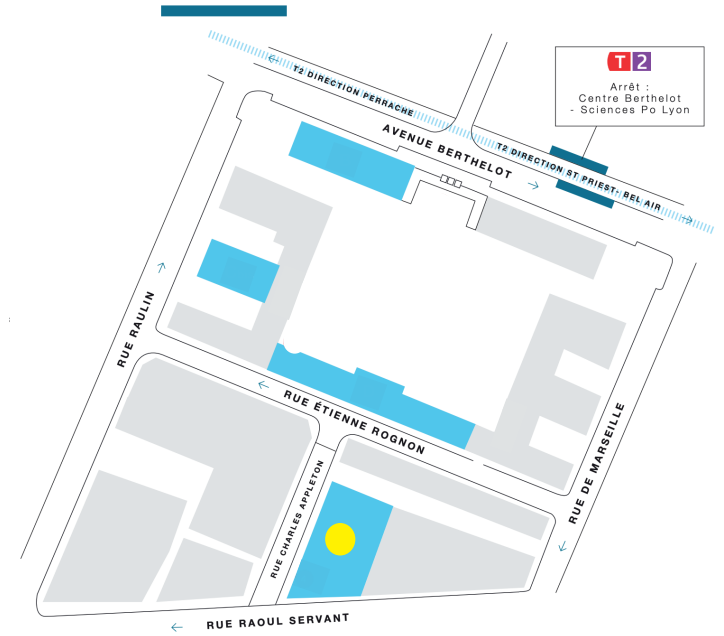 T2 DIRECTION PERRACHE
T2
Arrêt :
Centre Berthelot
- Sciences Po Lyon
AVENUE BERTHELOT
T2 DIRECTION ST PRIEST- BEL AIR
RUE RAULIN
RUE ÉTIENNE ROGNON
RUE DE MARSEILLE
RUE CHARLES APPLETON
RUE RAOUL SERVANT